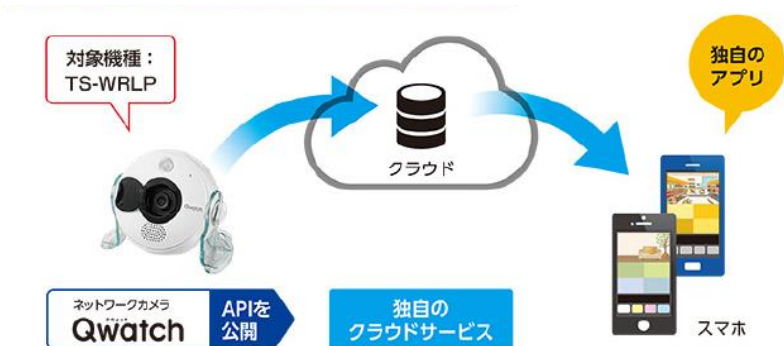 対象機種：
TS-WRLP
独自の
アプリ
クラウド
Qwatch
ネットワークカメラ
Qwatch
APIを
公開
独自の
クラウドサービス
スマホ